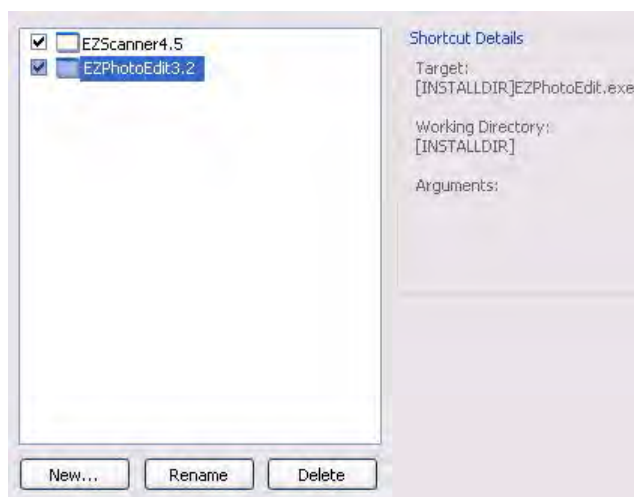 EZScanner4.5
EZPhotoEdit3.2
New...
Rename
Delete
Shortcut Details
Target:
[INSTALLDIR]EZPhotoEdit.exe
Working Directory:
[INSTALLDIR]
Arguments: